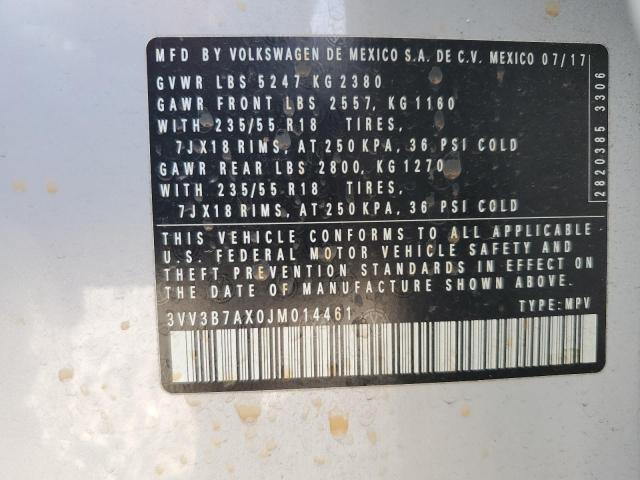 MFD BY VOLKSWAGEN DE MEXICO S.A. DE C.V. MEXICO 07/17
GVWR LBS 5247 KG 2380
GAWR FRONT LBS 2557, KG 1160
WITH 235/55 R18 TIRES,
7JX18 RIMS, AT 250 KPA, 36 PSI COLD
GAWR REAR LBS 2800, KG 1270
WITH 235/55 R18 TIRES,
7JX18 RIMS, AT 250 KPA, 36 PSI COLD
THIS VEHICLE CONFORMS TO ALL APPLICABLE
U.S. FEDERAL MOTOR VEHICLE SAFETY AND
THEFT PREVENTION STANDARDS IN EFFECT ON
THE DATE OF MANUFACTURE SHOWN ABOVE.
3VV3B7AX0JM014461 TYPE: MPV
2820385 3306